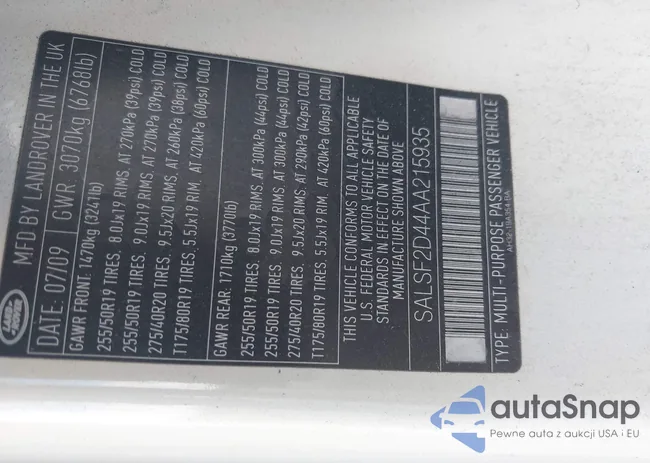 LAND
ROVER
MFD BY LANDROVER IN THE UK
DATE: 07/09 GWR: 3070kg (6768lb)
GAWR FRONT: 1470kg (3241lb)
255/50R19 TIRES, 8.0Jx19 RIMS, AT 270kPa (39psi) COLD
255/50R19 TIRES, 9.0Jx19 RIMS, AT 270kPa (39psi) COLD
275/40R20 TIRES, 9.5Jx20 RIMS, AT 260kPa (38psi) COLD
T175/80R19 TIRES, 5.5Jx19 RIM, AT 420kPa (60psi) COLD
GAWR REAR: 1710kg (3770lb)
255/50R19 TIRES, 8.0Jx19 RIMS, AT 300kPa (44psi) COLD
255/50R19 TIRES, 9.0Jx19 RIMS, AT 300kPa (44psi) COLD
275/40R20 TIRES, 9.5Jx20 RIMS, AT 290kPa (42psi) COLD
T175/80R19 TIRES, 5.5Jx19 RIM, AT 420kPa (60psi) COLD
THIS VEHICLE CONFORMS TO ALL APPLICABLE
U.S. FEDERAL MOTOR VEHICLE SAFETY
STANDARDS IN EFFECT ON THE DATE OF
MANUFACTURE SHOWN ABOVE
SALSF2D44AA215935
TYPE: MULTI-PURPOSE PASSENGER VEHICLE
autaSnap
Pewne auta z aukcji USA i EU